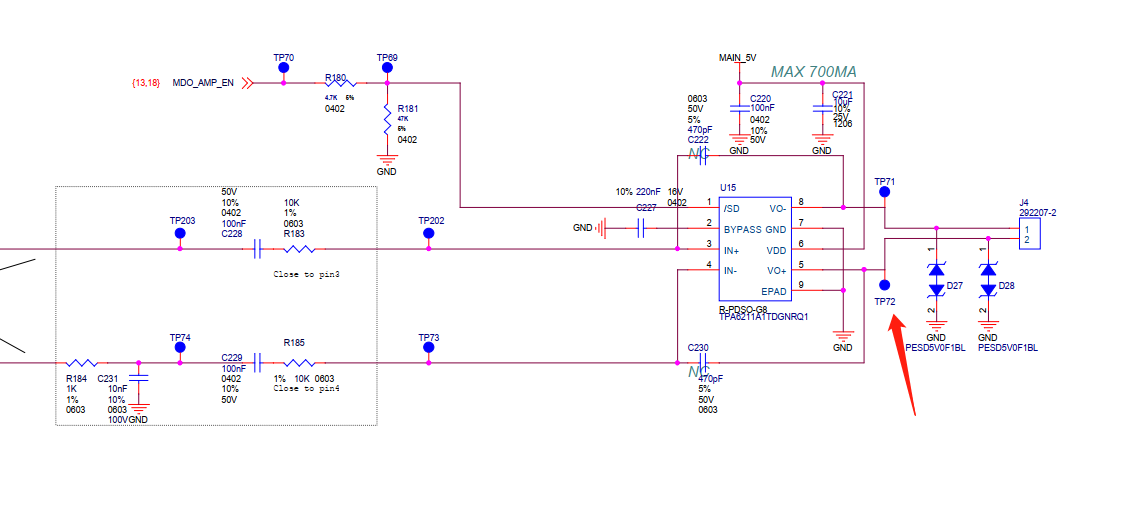 TP70
TP69
{13,18}
MDO_AMP_EN
R180
4.7K 5%
0402
R181
47K
5%
0402
GND
MAIN_5V
MAX 700MA
0603
50V
5%
470pF
C222
NC
C220
100nF
0402
10%
50V
GND
C221
10uF
10%
25V
1206
GND
50V
10%
0402
100nF
C228
10K
1%
0603
R183
Close to pin3
TP203
TP202
10% 220nF 16V
0402
C227
GND
U15
1
/SD
VO-
8
2
BYPASS
GND
7
3
IN+
VDD
6
4
IN-
VO+
5
EPAD
9
R-PDSO-G8
TPA6211A1TDGNRQ1
TP71
TP72
J4
292207-2
1
2
1
D27
2
GND
PESD5V0F1BL
1
D28
2
GND
PESD5V0F1BL
GND
TP74
TP73
R184
1K
1%
0603
C231
10nF
10%
0603
100V
GND
C229
100nF
0402
10%
50V
R185
1% 10K 0603
Close to pin4
C230
NC
470pF
5%
50V
0603